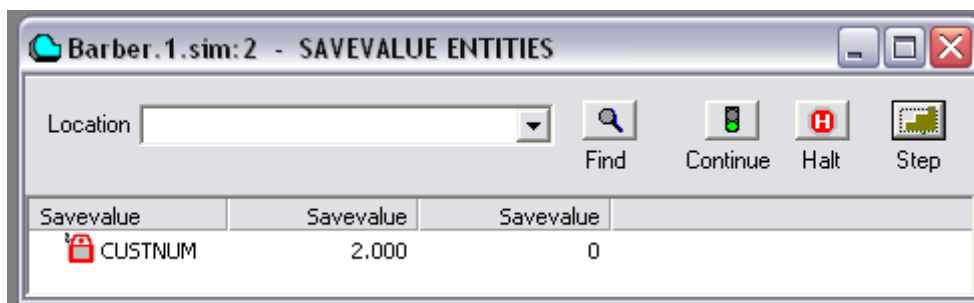 Barber.1.sim:2 - SAVEVALUE ENTITIES
Location
Find Continue Halt Step
Savevalue Savevalue Savevalue
CUSTNUM 2.000 0